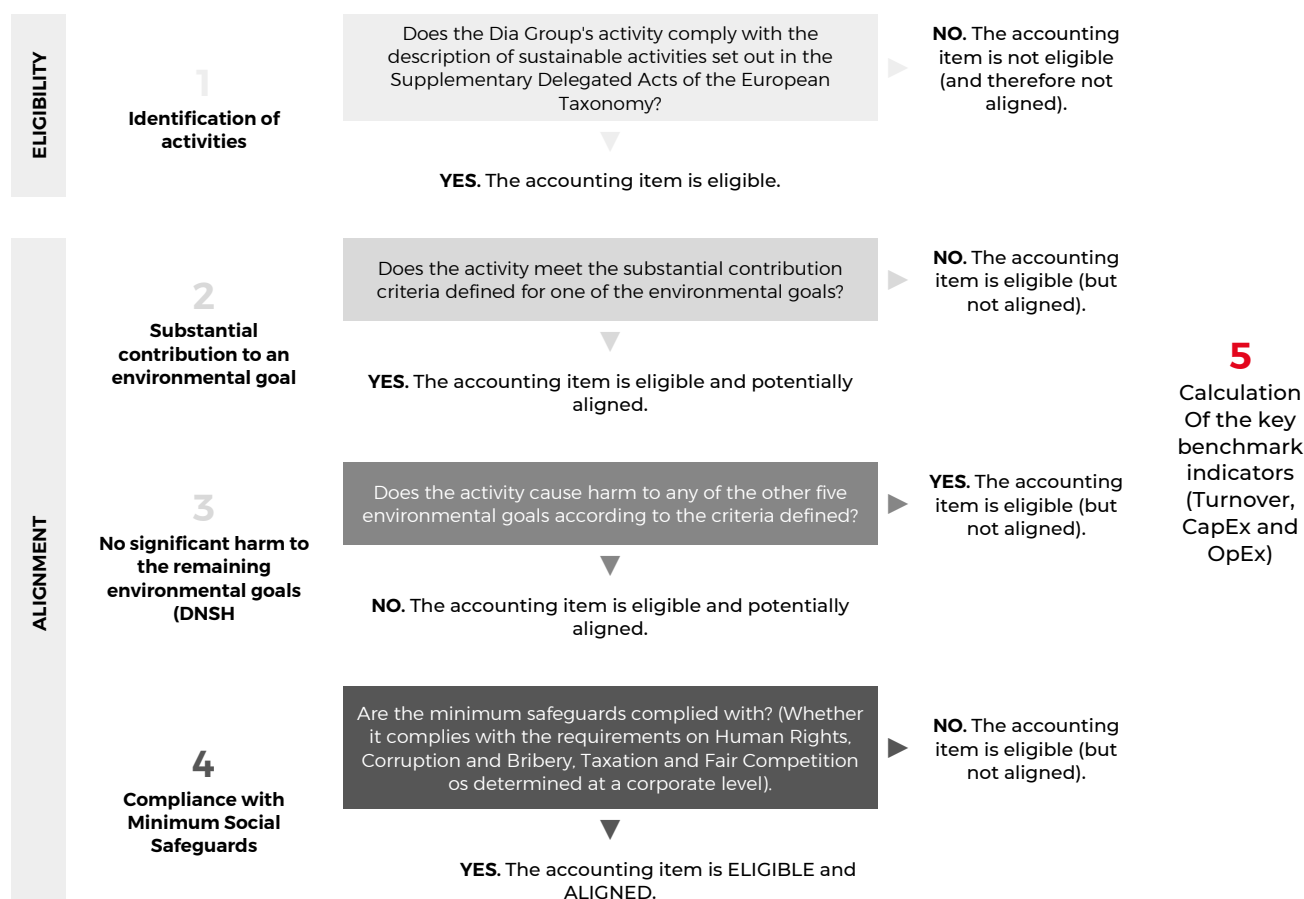 ELIGIBILITY
1
Identification of
activities
Does the Dia Group's activity comply with the
description of sustainable activities set out in the
Supplementary Delegated Acts of the European
Taxonomy?
NO. The accounting
item is not eligible
(and therefore not
aligned).
YES. The accounting item is eligible.
ALIGNMENT
2
Substantial
contribution to an
environmental goal
Does the activity meet the substantial contribution
criteria defined for one of the environmental goals?
NO. The accounting
item is eligible (but
not aligned).
YES. The accounting item is eligible and potentially
aligned.
3
No significant harm to
the remaining
environmental goals
(DNSH
Does the activity cause harm to any of the other five
environmental goals according to the criteria defined?
YES. The accounting
item is eligible (but
not aligned).
NO. The accounting item is eligible and potentially
aligned.
4
Compliance with
Minimum Social
Safeguards
Are the minimum safeguards complied with? (Whether
it complies with the requirements on Human Rights,
Corruption and Bribery, Taxation and Fair Competition
os determined at a corporate level).
NO. The accounting
item is eligible (but
not aligned).
YES. The accounting item is ELIGIBLE and
ALIGNED.
5
Calculation
Of the key
benchmark
indicators
(Turnover,
CapEx and
OpEx)